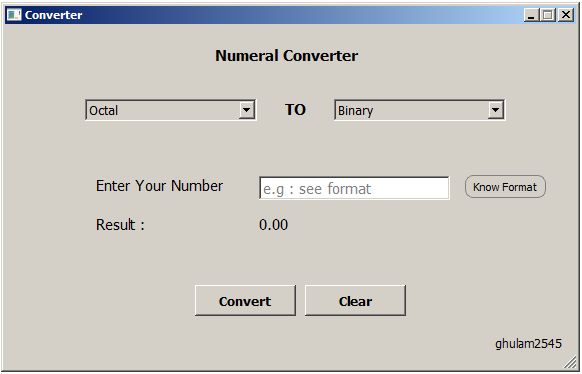 Converter
Numeral Converter
Octal TO Binary
Enter Your Number e.g : see format Know Format
Result : 0.00
Convert Clear
ghulam2545